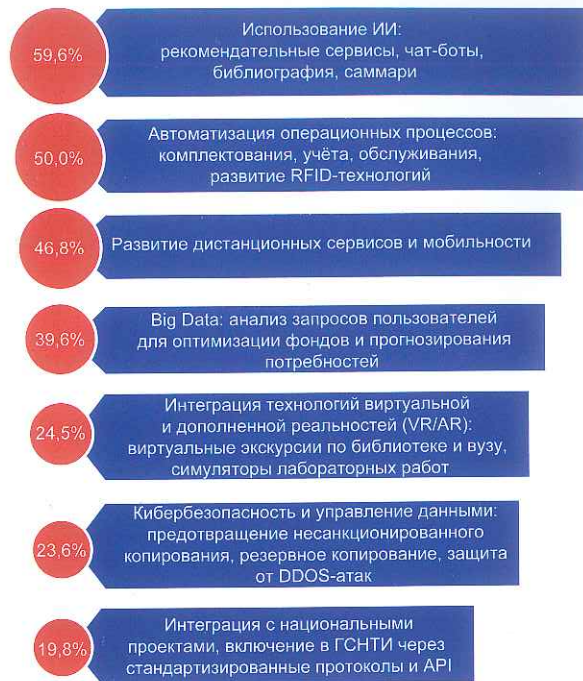 59,6%
Использование ИИ:
рекомендательные сервисы, чат-боты,
библиография, саммари
50,0%
Автоматизация операционных процессов:
комплектования, учёта, обслуживания,
развитие RFID-технологий
46,8%
Развитие дистанционных сервисов и мобильности
39,6%
Big Data: анализ запросов пользователей
для оптимизации фондов и прогнозирования
потребностей
24,5%
Интеграция технологий виртуальной
и дополненной реальностей (VR/AR):
виртуальные экскурсии по библиотеке и вузу,
симуляторы лабораторных работ
23,6%
Кибербезопасность и управление данными:
предотвращение несанкционированного
копирования, резервное копирование, защита
от DDOS-атак
19,8%
Интеграция с национальными
проектами, включение в ГСНТИ через
стандартизированные протоколы и API